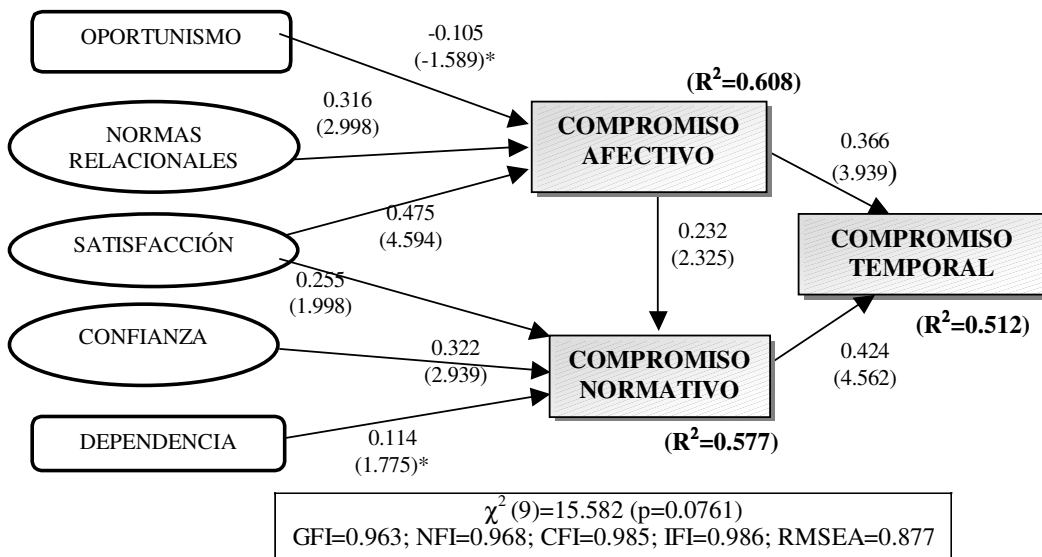 OPORTUNISMO
-0.105
(-1.589)*
(R²=0.608)
NORMAS
RELACIONALES
0.316
(2.998)
COMPROMISO
AFECTIVO
0.366
(3.939)
SATISFACCIÓN
0.475
(4.594)
0.232
(2.325)
COMPROMISO
TEMPORAL
(R²=0.512)
0.255
(1.998)
CONFIANZA
0.322
(2.939)
COMPROMISO
NORMATIVO
0.424
(4.562)
(R²=0.577)
DEPENDENCIA
0.114
(1.775)*
χ² (9)=15.582 (p=0.0761)
GFI=0.963; NFI=0.968; CFI=0.985; IFI=0.986; RMSEA=0.877